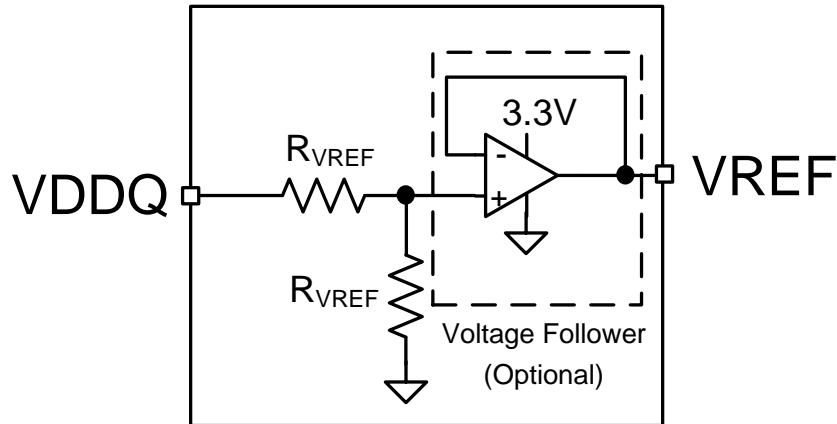 3.3V
-
+
RVREF
VDDQ
VREF
RVREF
Voltage Follower
(Optional)